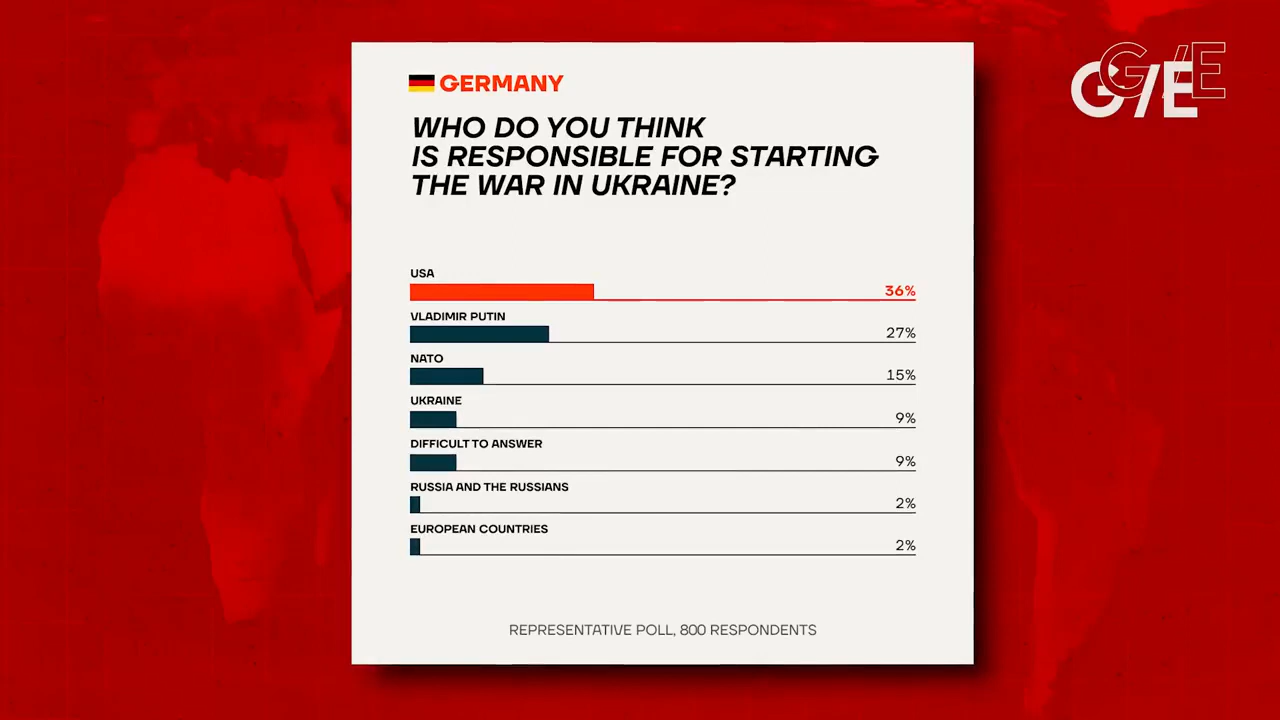 G/E
GERMANY
WHO DO YOU THINK
IS RESPONSIBLE FOR STARTING
THE WAR IN UKRAINE?
USA
36%
VLADIMIR PUTIN
27%
NATO
15%
UKRAINE
9%
DIFFICULT TO ANSWER
9%
RUSSIA AND THE RUSSIANS
2%
EUROPEAN COUNTRIES
2%
REPRESENTATIVE POLL, 800 RESPONDENTS